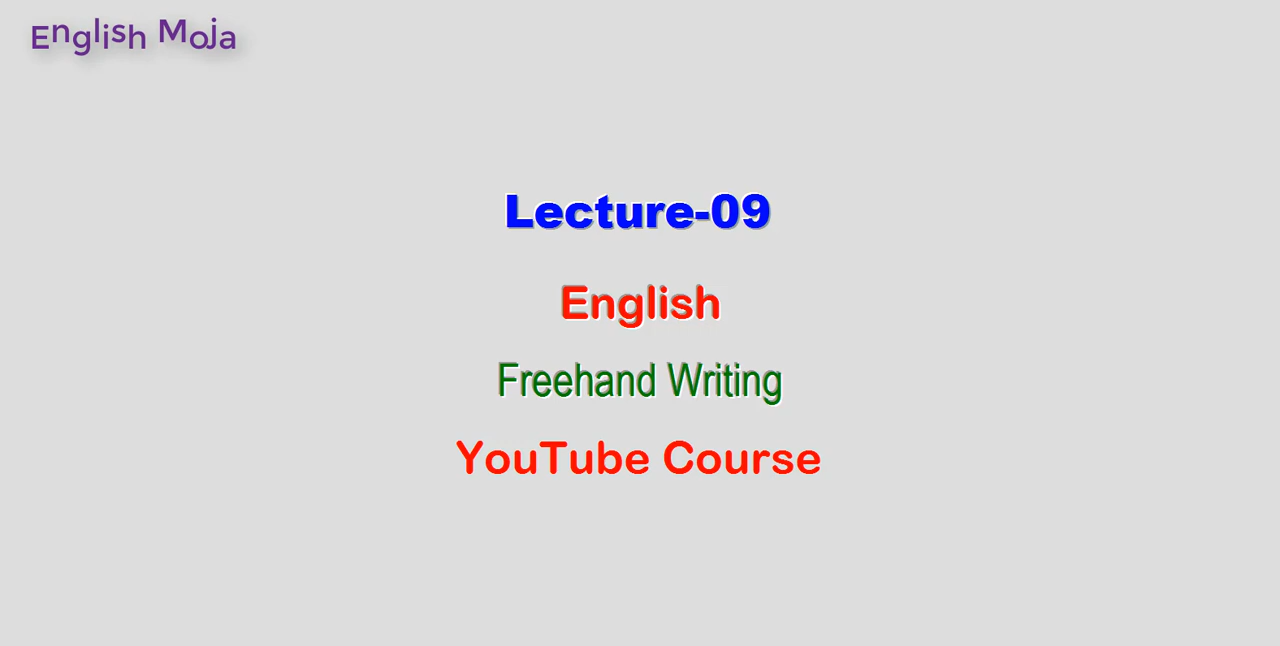 English Moja
Lecture-09
English
Freehand Writing
YouTube Course